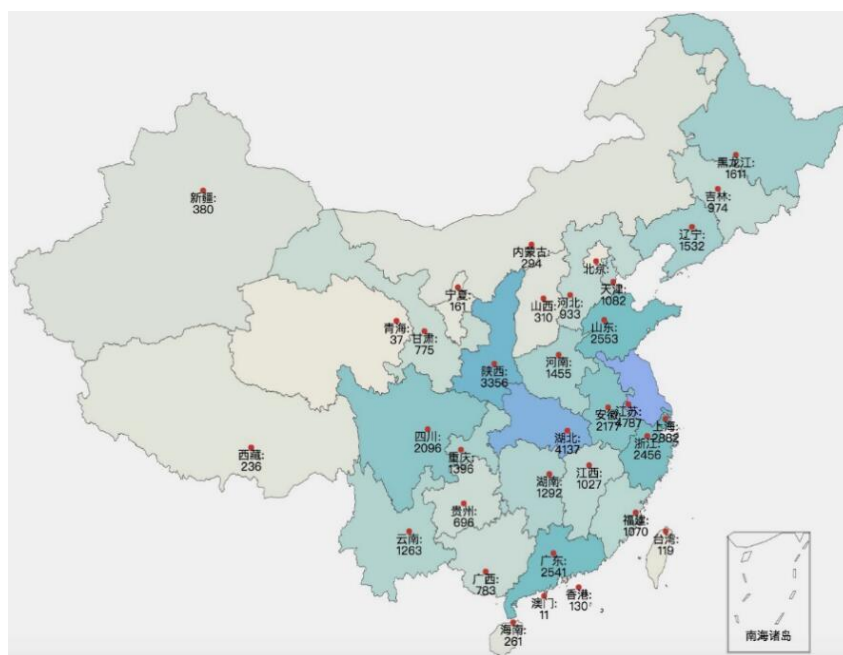 黑龙江:
1611
新疆:
380
吉林:
974
辽宁:
1532
内蒙古:
294
北京:
天津:
1082
宁夏:
161
山西:
310
河北:
933
青海:
37
甘肃:
775
山东:
2553
陕西:
3356
河南:
1455
安徽:
2177
江苏:
4787
上海:
2882
四川:
2096
湖北:
4137
浙江:
2456
重庆:
1396
西藏:
236
湖南:
1292
江西:
1027
贵州:
696
福建:
1070
云南:
1263
台湾:
119
广东:
2541
广西:
783
澳门:
11
香港:
130
海南:
261
南海诸岛